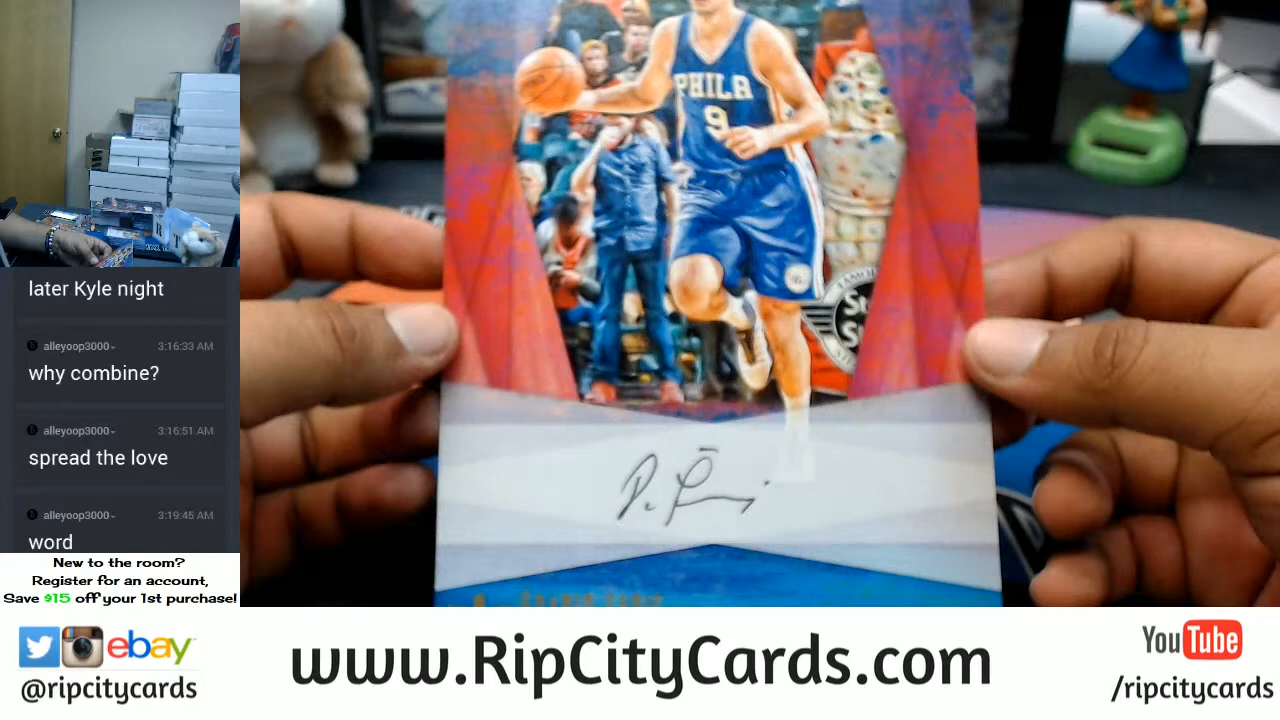 later Kyle night
alleyoop3000
3:16:33 AM
why combine?
alleyoop3000
3:16:51 AM
spread the love
alleyoop3000
3:19:45 AM
word
New to the room?
Register for an account,
Save $15 off your 1st purchase!
PHILA
9
ebay
@ripcitycards
www.RipCityCards.com
YouTube
/ripcitycards